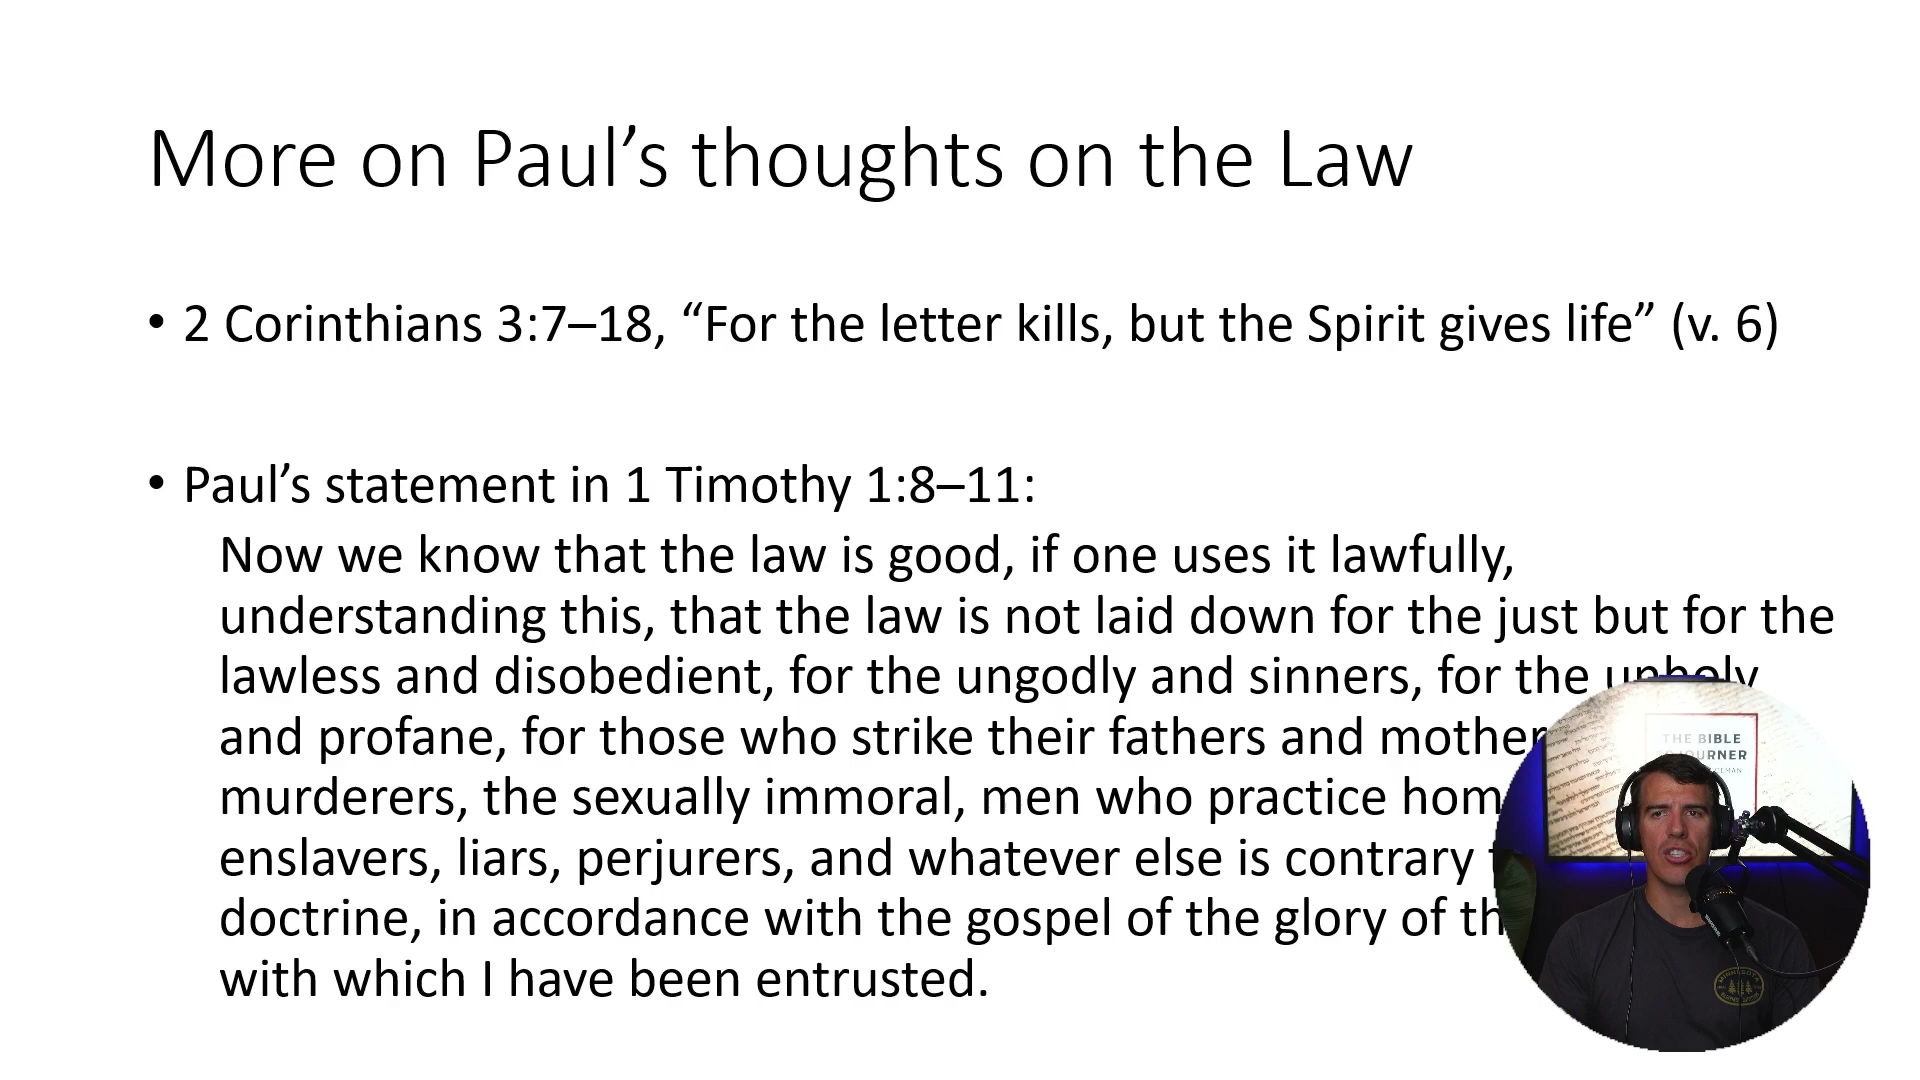 More on Paul’s thoughts on the Law
• 2 Corinthians 3:7–18, “For the letter kills, but the Spirit gives life” (v. 6)
• Paul’s statement in 1 Timothy 1:8–11:
Now we know that the law is good, if one uses it lawfully,
understanding this, that the law is not laid down for the just but for the
lawless and disobedient, for the ungodly and sinners, for the unholy
and profane, for those who strike their fathers and mother
murderers, the sexually immoral, men who practice hom
enslavers, liars, perjurers, and whatever else is contrary
doctrine, in accordance with the gospel of the glory of th
with which I have been entrusted.
THE BIBLE
MINNESOTA